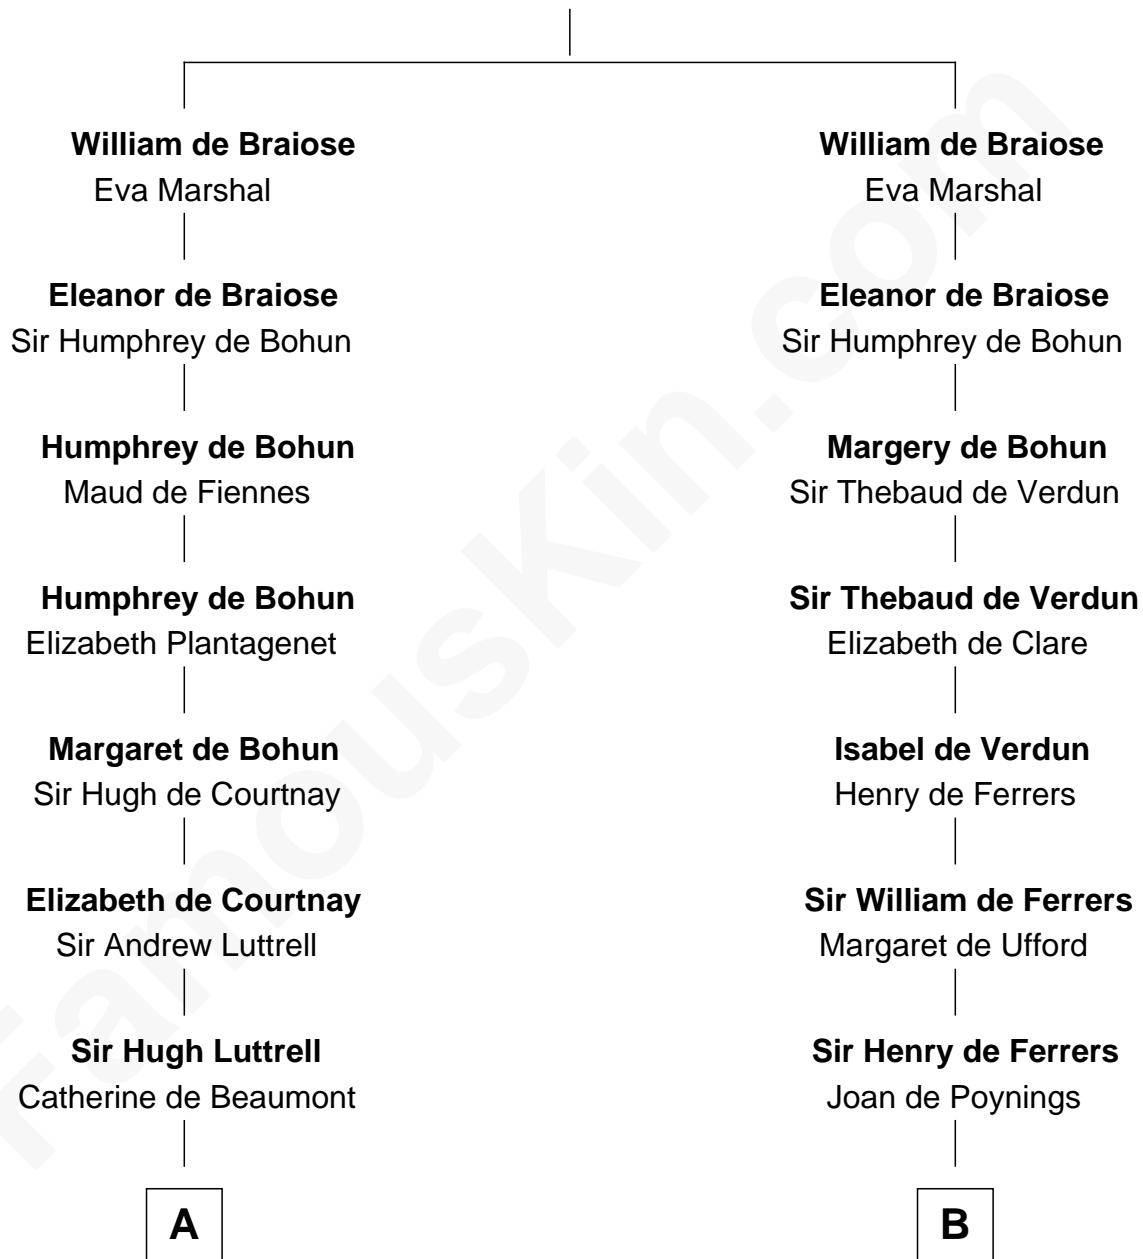 William de Braiose
Eva Marshal
Eleanor de Braiose
Sir Humphrey de Bohun
Humphrey de Bohun
Maud de Fiennes
Humphrey de Bohun
Elizabeth Plantagenet
Margaret de Bohun
Sir Hugh de Courtnay
Elizabeth de Courtnay
Sir Andrew Luttrell
Sir Hugh Luttrell
Catherine de Beaumont
A
William de Braiose
Eva Marshal
Eleanor de Braiose
Sir Humphrey de Bohun
Margery de Bohun
Sir Thebaud de Verdun
Sir Thebaud de Verdun
Elizabeth de Clare
Isabel de Verdun
Henry de Ferrers
Sir William de Ferrers
Margaret de Ufford
Sir Henry de Ferrers
Joan de Poynings
B
FamousKin.com